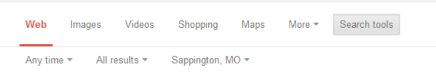 Web Images Videos Shopping Maps More Search tools
Any time All results Sappington, MO